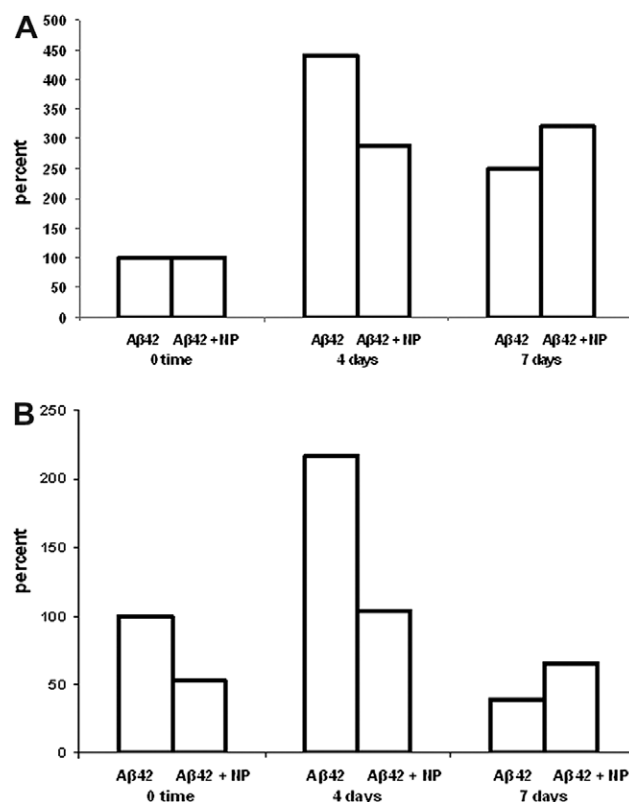 A
500
450
400
350
300
250
200
150
100
50
0
percent
Aβ42 Aβ42 + NP Aβ42 Aβ42 + NP Aβ42 Aβ42 + NP
0 time 4 days 7 days
B
250
200
150
100
50
0
percent
Aβ42 Aβ42 + NP Aβ42 Aβ42 + NP Aβ42 Aβ42 + NP
0 time 4 days 7 days